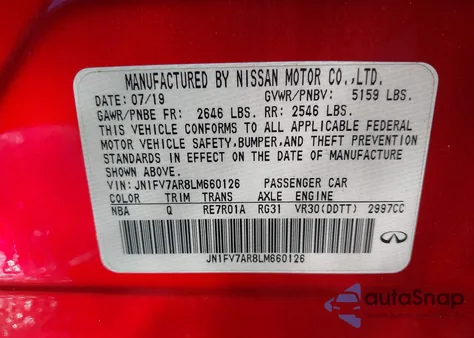 MANUFACTURED BY NISSAN MOTOR CO.,LTD.
DATE: 07/19 GVWR/PNBV: 5159 LBS.
GAWR/PNBE FR: 2646 LBS. RR: 2546 LBS.
THIS VEHICLE CONFORMS TO ALL APPLICABLE FEDERAL
MOTOR VEHICLE SAFETY,BUMPER,AND THEFT PREVENTION
STANDARDS IN EFFECT ON THE DATE OF MANUFACTURE
SHOWN ABOVE.
VIN: JN1FV7AR8LM660126 PASSENGER CAR
COLOR TRIM TRANS AXLE ENGINE
NBA Q RE7R01A RG31 VR30(DDTT) 2997CC
JN1FV7AR8LM660126
autoSnap